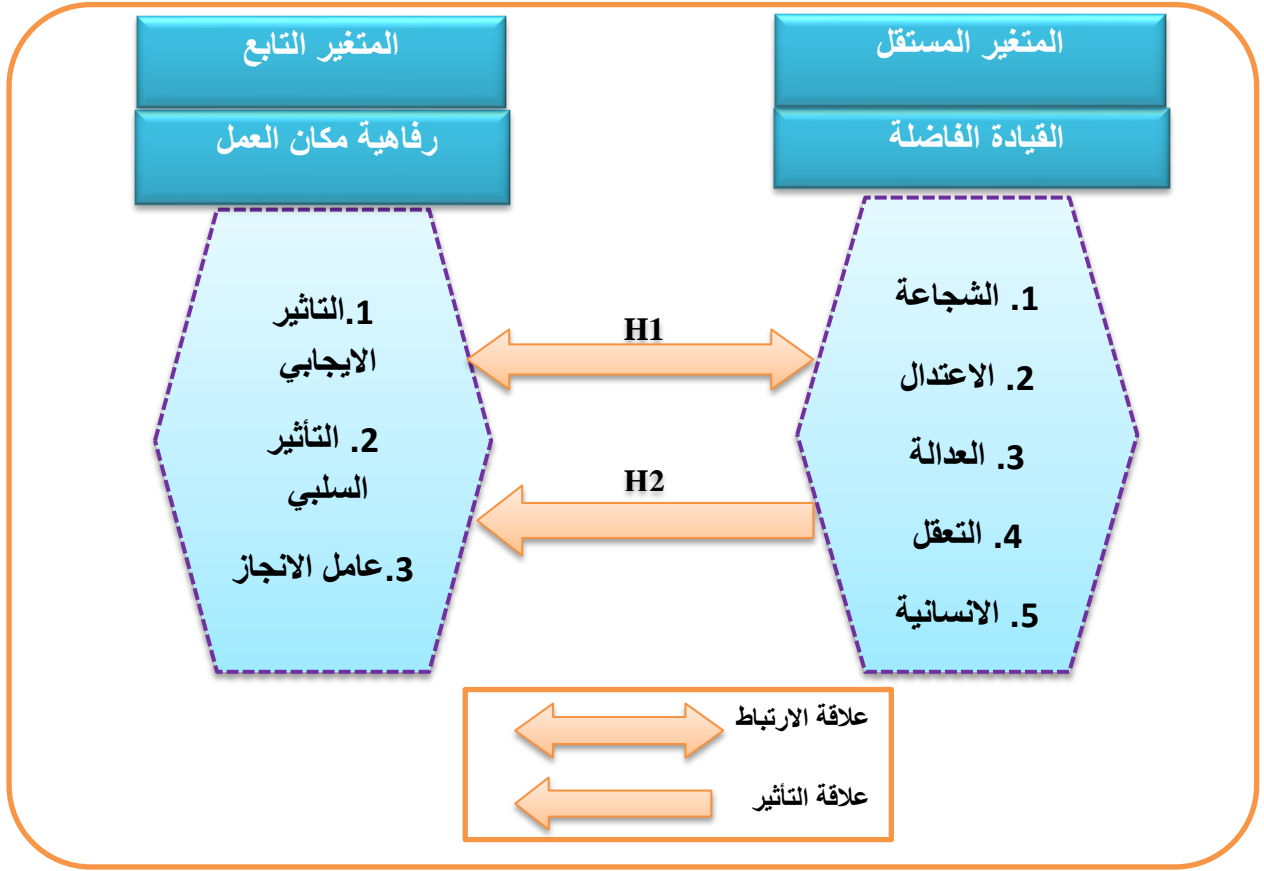 المتغير المستقل
القيادة الفاضلة
1. الشجاعة
2. الاعتدال
3. العدالة
4. التعقل
5. الانسانية
H1
H2
المتغير التابع
رفاهية مكان العمل
1.التاثير
الايجابي
2. التأثير
السلبي
3.عامل الانجاز
علاقة الارتباط
علاقة التأثير